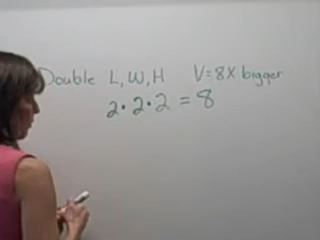 Double L, W, H V=8X bigger
2·2·2 = 8